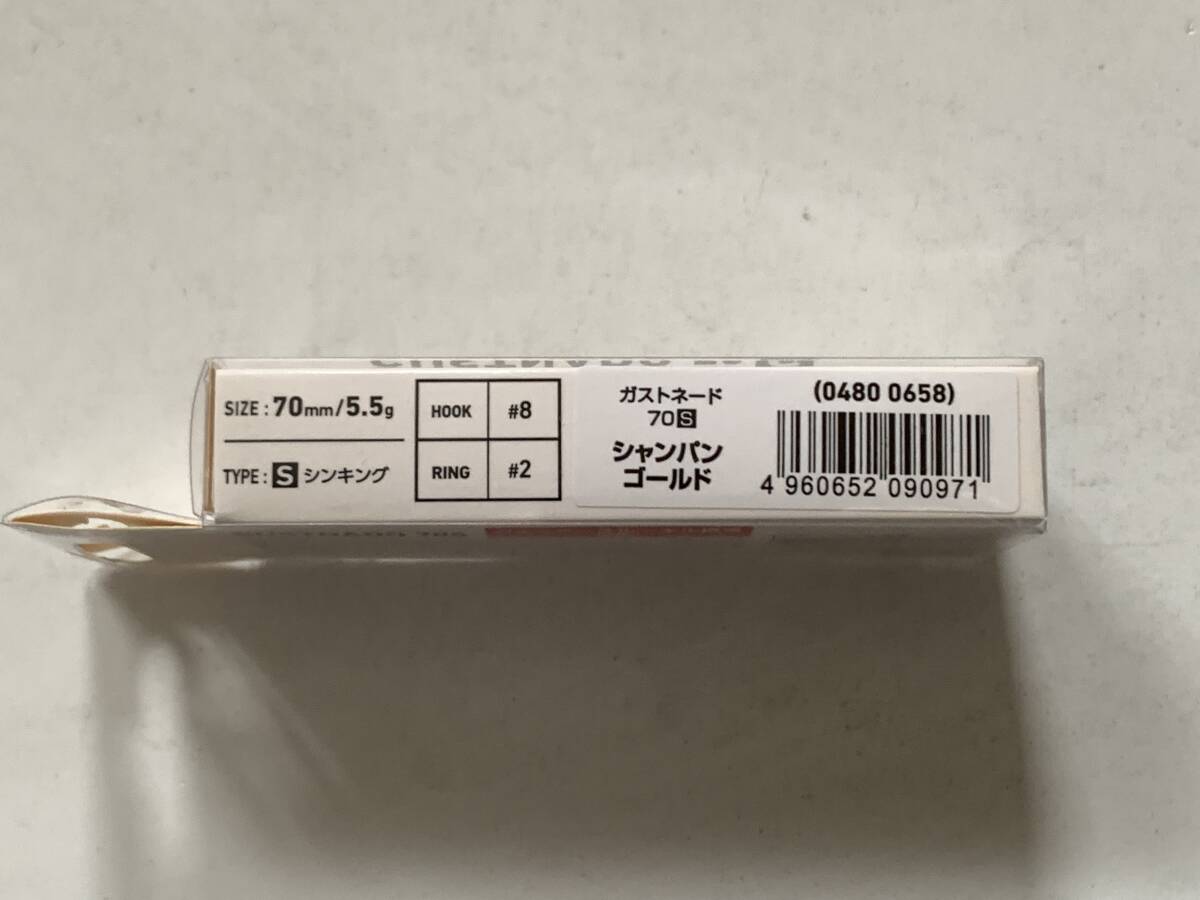 SIZE : 70mm/5.5g
TYPE : S シンキング
HOOK #8
RING #2
ガストネード
70S
シャンパン
ゴールド
(0480 0658)
4 960652 090971